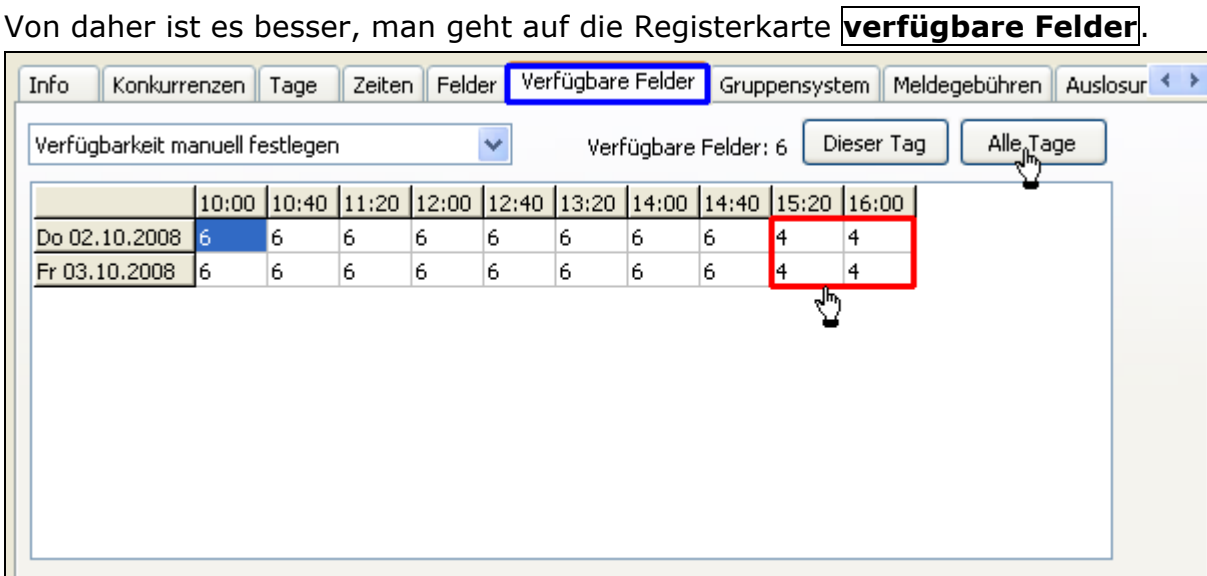 Von daher ist es besser, man geht auf die Registerkarte verfügbare Felder.
Info Konkurrenzen Tage Zeiten Felder Verfügbare Felder Gruppensystem Meldegebühren Auslosur
Verfügbarkeit manuell festlegen Verfügbare Felder: 6 Dieser Tag Alle Tage
10:00 10:40 11:20 12:00 12:40 13:20 14:00 14:40 15:20 16:00
Do 02.10.2008 6 6 6 6 6 6 6 6 4 4
Fr 03.10.2008 6 6 6 6 6 6 6 6 4 4